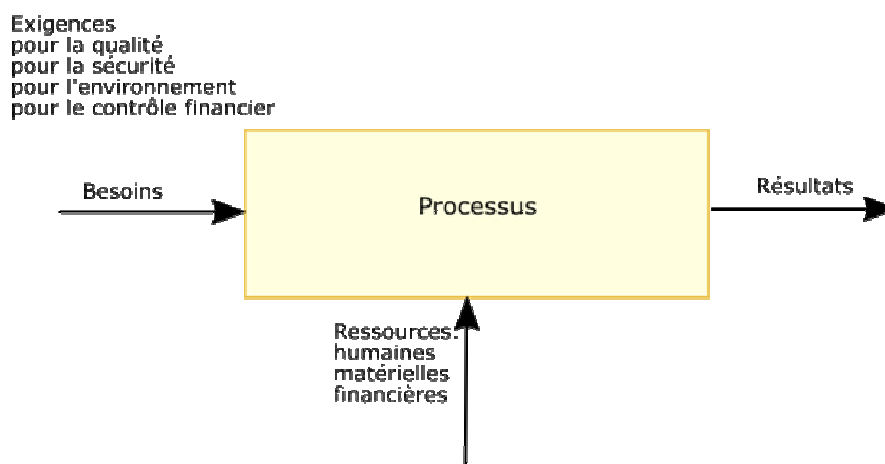 Exigences
pour la qualité
pour la sécurité
pour l'environnement
pour le contrôle financier
Besoins
Processus
Résultats
Ressources:
humaines
matérielles
financières